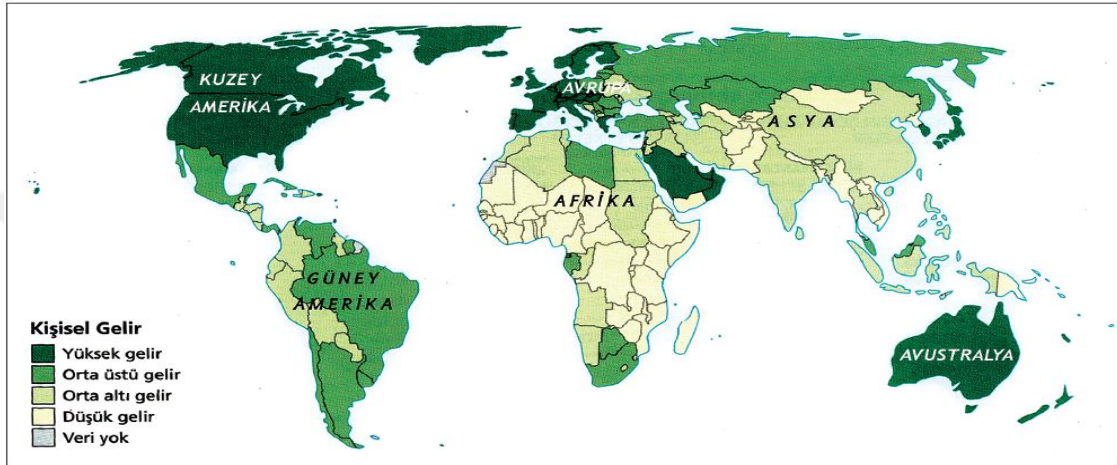 KUZEY
AMERİKA
AVRUPA
ASYA
AFRİKA
GÜNEY
AMERİKA
AVUSTRALYA
Kişisel Gelir
Yüksek gelir
Orta üstü gelir
Orta altı gelir
Düşük gelir
Veri yok